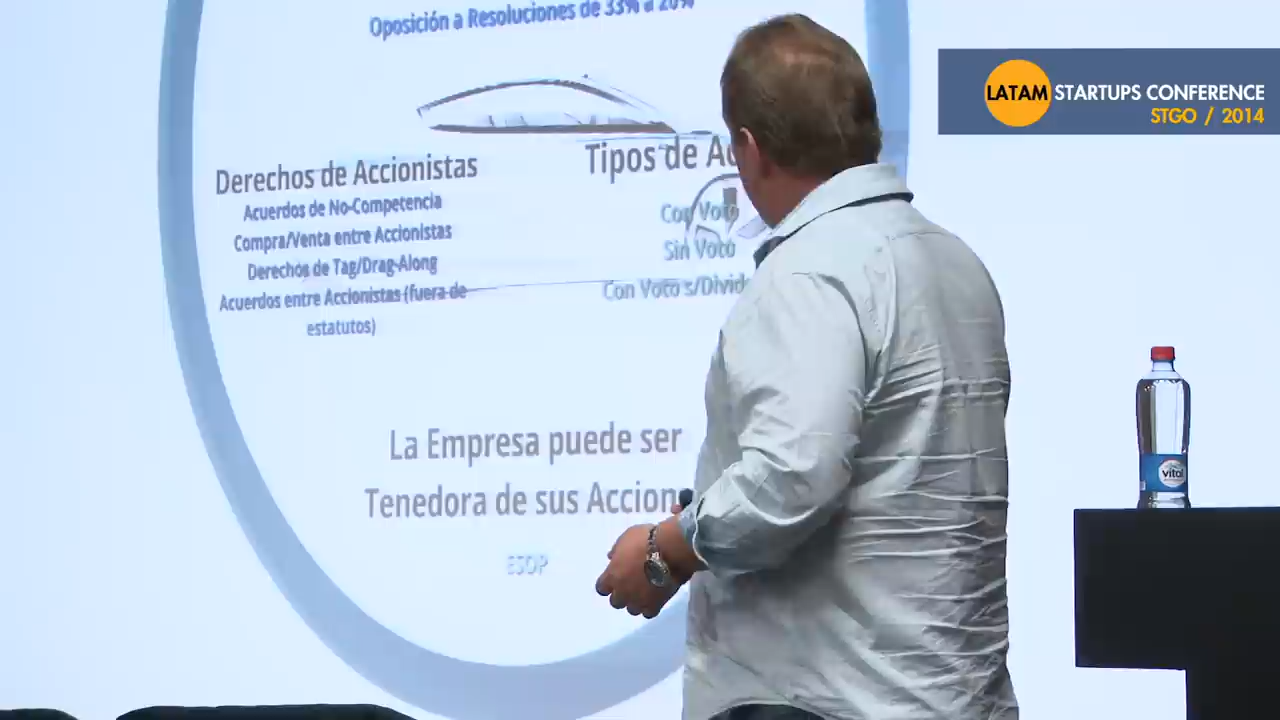 Oposición a Resoluciones de 33% a 20%
LATAM STARTUPS CONFERENCE
STGO / 2014
Derechos de Accionistas
Acuerdos de No-Competencia
Compra/Venta entre Accionistas
Derechos de Tag/Drag-Along
Acuerdos entre Accionistas (fuera de
estatutos)
Tipos de
Con Voto
Sin Voto
Con Voto
La Empresa puede ser
Tenedora de sus
ESOP
vital